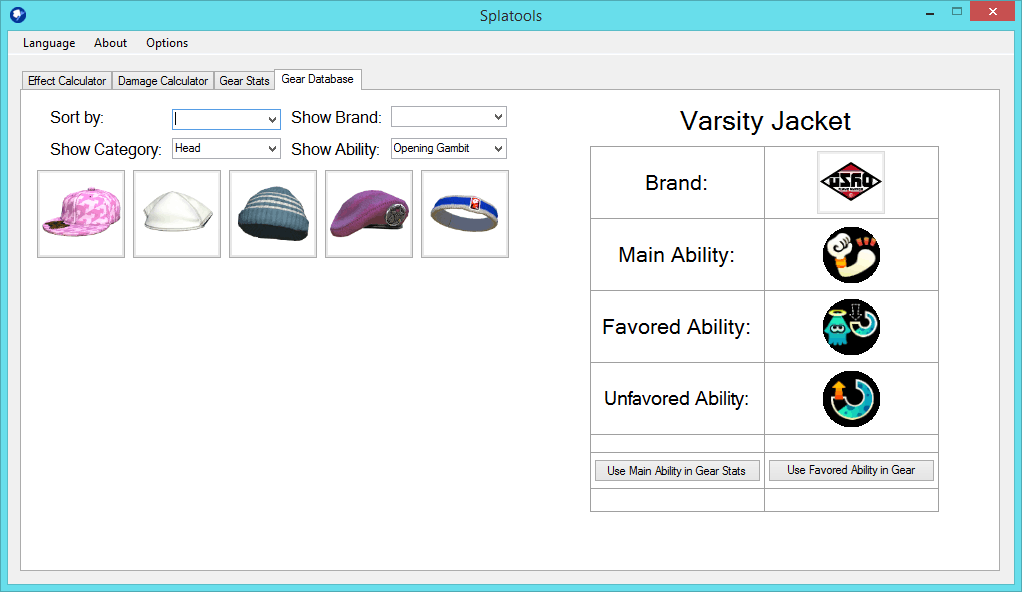 Splatools
Language About Options
Effect Calculator Damage Calculator Gear Stats Gear Database
Sort by: Show Brand:
Show Category: Head Show Ability: Opening Gambit
Varsity Jacket
Brand:
Main Ability:
Favored Ability:
Unfavored Ability:
Use Main Ability in Gear Stats Use Favored Ability in Gear